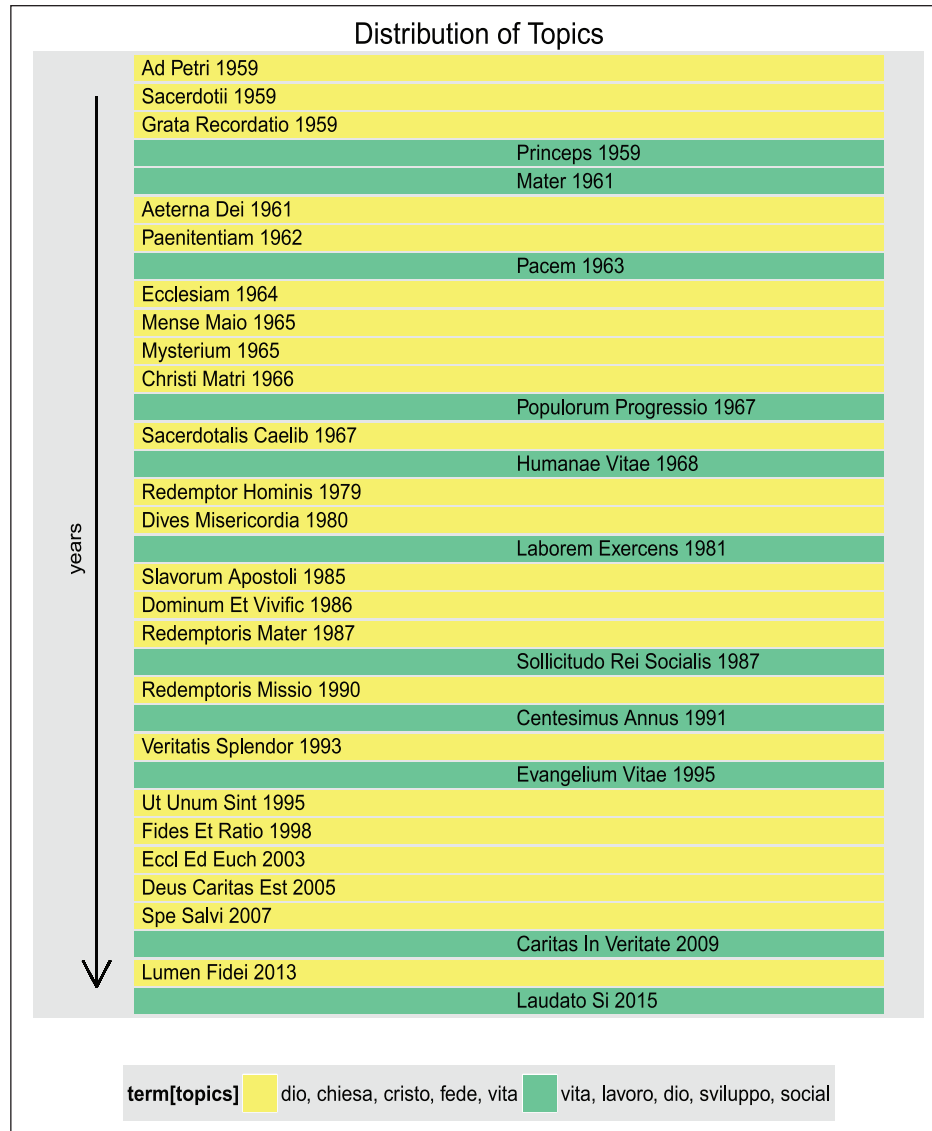 Distribution of Topics
Ad Petri 1959
Sacerdotii 1959
Grata Recordatio 1959
Princeps 1959
Mater 1961
Aeterna Dei 1961
Paenitentiam 1962
Pacem 1963
Ecclesiam 1964
Mense Maio 1965
Mysterium 1965
Christi Matri 1966
Populorum Progressio 1967
Sacerdotalis Caelib 1967
Humanae Vitae 1968
Redemptor Hominis 1979
Dives Misericordia 1980
Laborem Exercens 1981
Slavorum Apostoli 1985
Dominum Et Vivific 1986
Redemptoris Mater 1987
Sollicitudo Rei Socialis 1987
Redemptoris Missio 1990
Centesimus Annus 1991
Veritatis Splendor 1993
Evangelium Vitae 1995
Ut Unum Sint 1995
Fides Et Ratio 1998
Eccl Ed Euch 2003
Deus Caritas Est 2005
Spe Salvi 2007
Caritas In Veritate 2009
Lumen Fidei 2013
Laudato Si 2015
years
term[topics] dio, chiesa, cristo, fede, vita vita, lavoro, dio, sviluppo, social